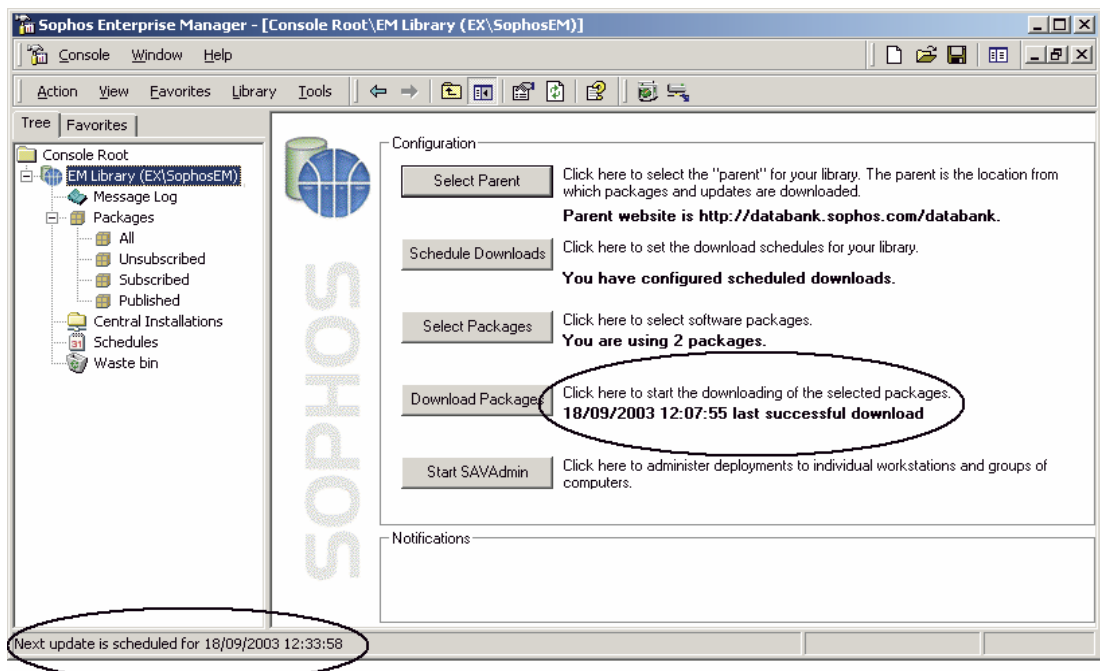 Sophos Enterprise Manager - [Console Root\EM Library (EX\SophosEM)]
Console Window Help
Action View Favorites Library Tools
Tree Favorites
Console Root
EM Library (EX\SophosEM)
Message Log
Packages
All
Unsubscribed
Subscribed
Published
Central Installations
31 Schedules
Waste bin
SOPHOS
Configuration
Select Parent
Click here to select the "parent" for your library. The parent is the location from
which packages and updates are downloaded.
Parent website is http://databank.sophos.com/databank.
Schedule Downloads
Click here to set the download schedules for your library.
You have configured scheduled downloads.
Select Packages
Click here to select software packages.
You are using 2 packages.
Download Packages
Click here to start the downloading of the selected packages.
18/09/2003 12:07:55 last successful download
Start SAVAdmin
Click here to administer deployments to individual workstations and groups of
computers.
Notifications
Next update is scheduled for 18/09/2003 12:33:58